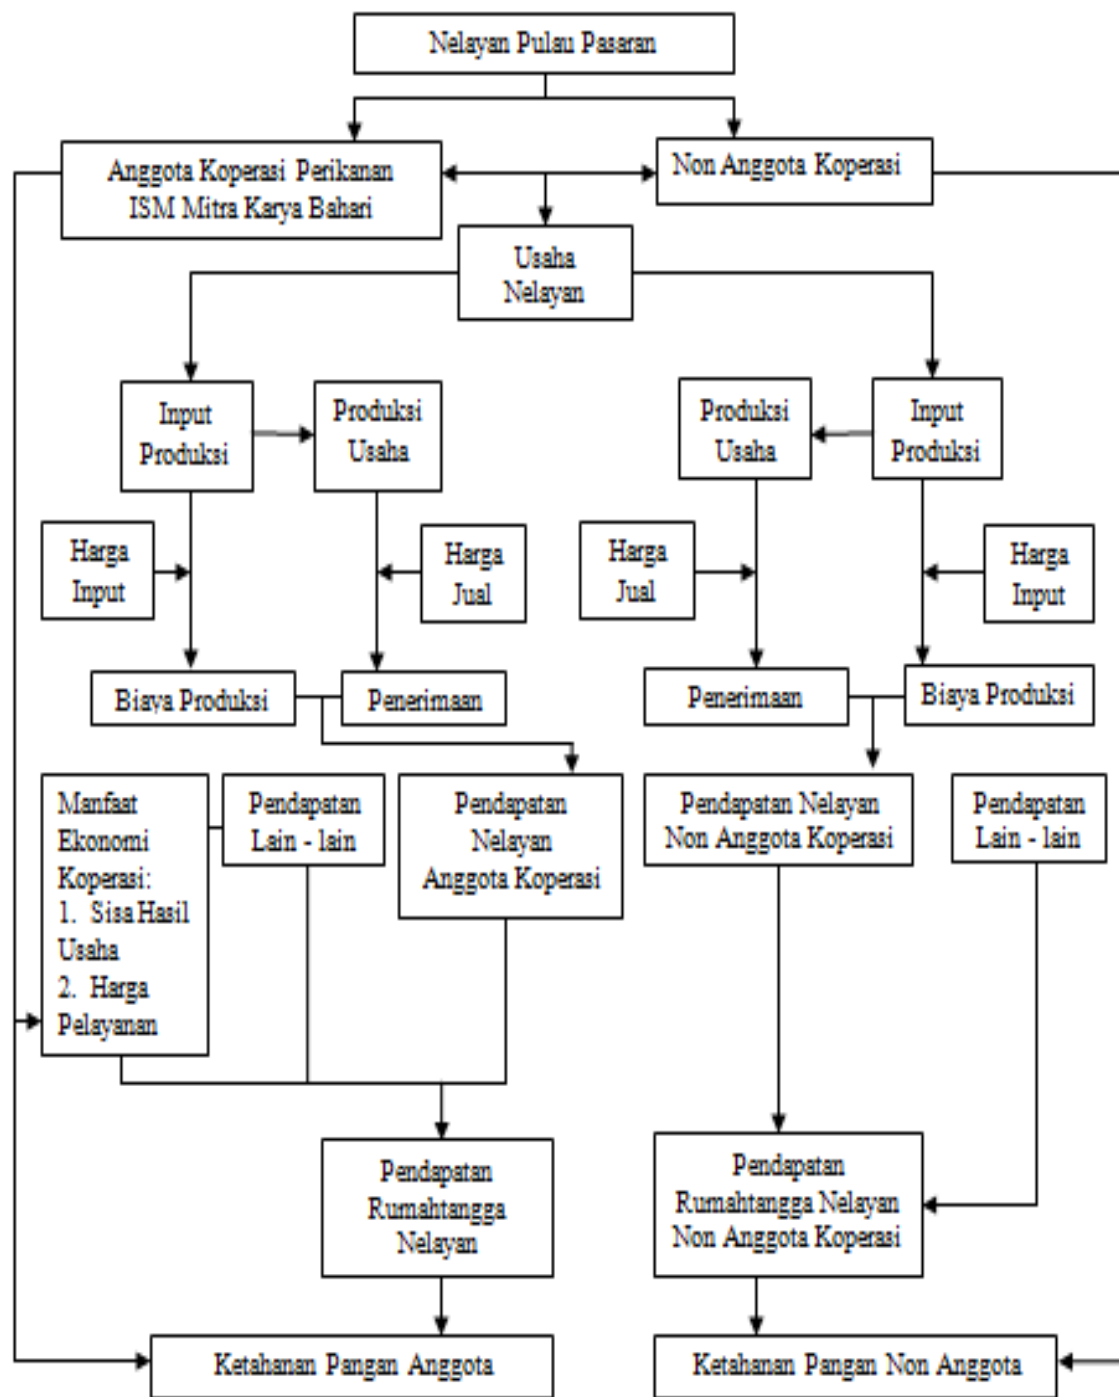 Nelayan Pulau Pasaran
Anggota Koperasi Perikanan
ISM Mitra Karya Bahari
Non Anggota Koperasi
Usaha
Nelayan
Input
Produksi
Produksi
Usaha
Produksi
Usaha
Input
Produksi
Harga
Input
Harga
Jual
Harga
Jual
Harga
Input
Biaya Produksi
Penerimaan
Penerimaan
Biaya Produksi
Manfaat
Ekonomi
Koperasi:
1. Sisa Hasil
Usaha
2. Harga
Pelayanan
Pendapatan
Lain - lain
Pendapatan
Nelayan
Anggota Koperasi
Pendapatan Nelayan
Non Anggota Koperasi
Pendapatan
Lain - lain
Pendapatan
Rumahtangga
Nelayan
Pendapatan
Rumahtangga Nelayan
Non Anggota Koperasi
Ketahanan Pangan Anggota
Ketahanan Pangan Non Anggota